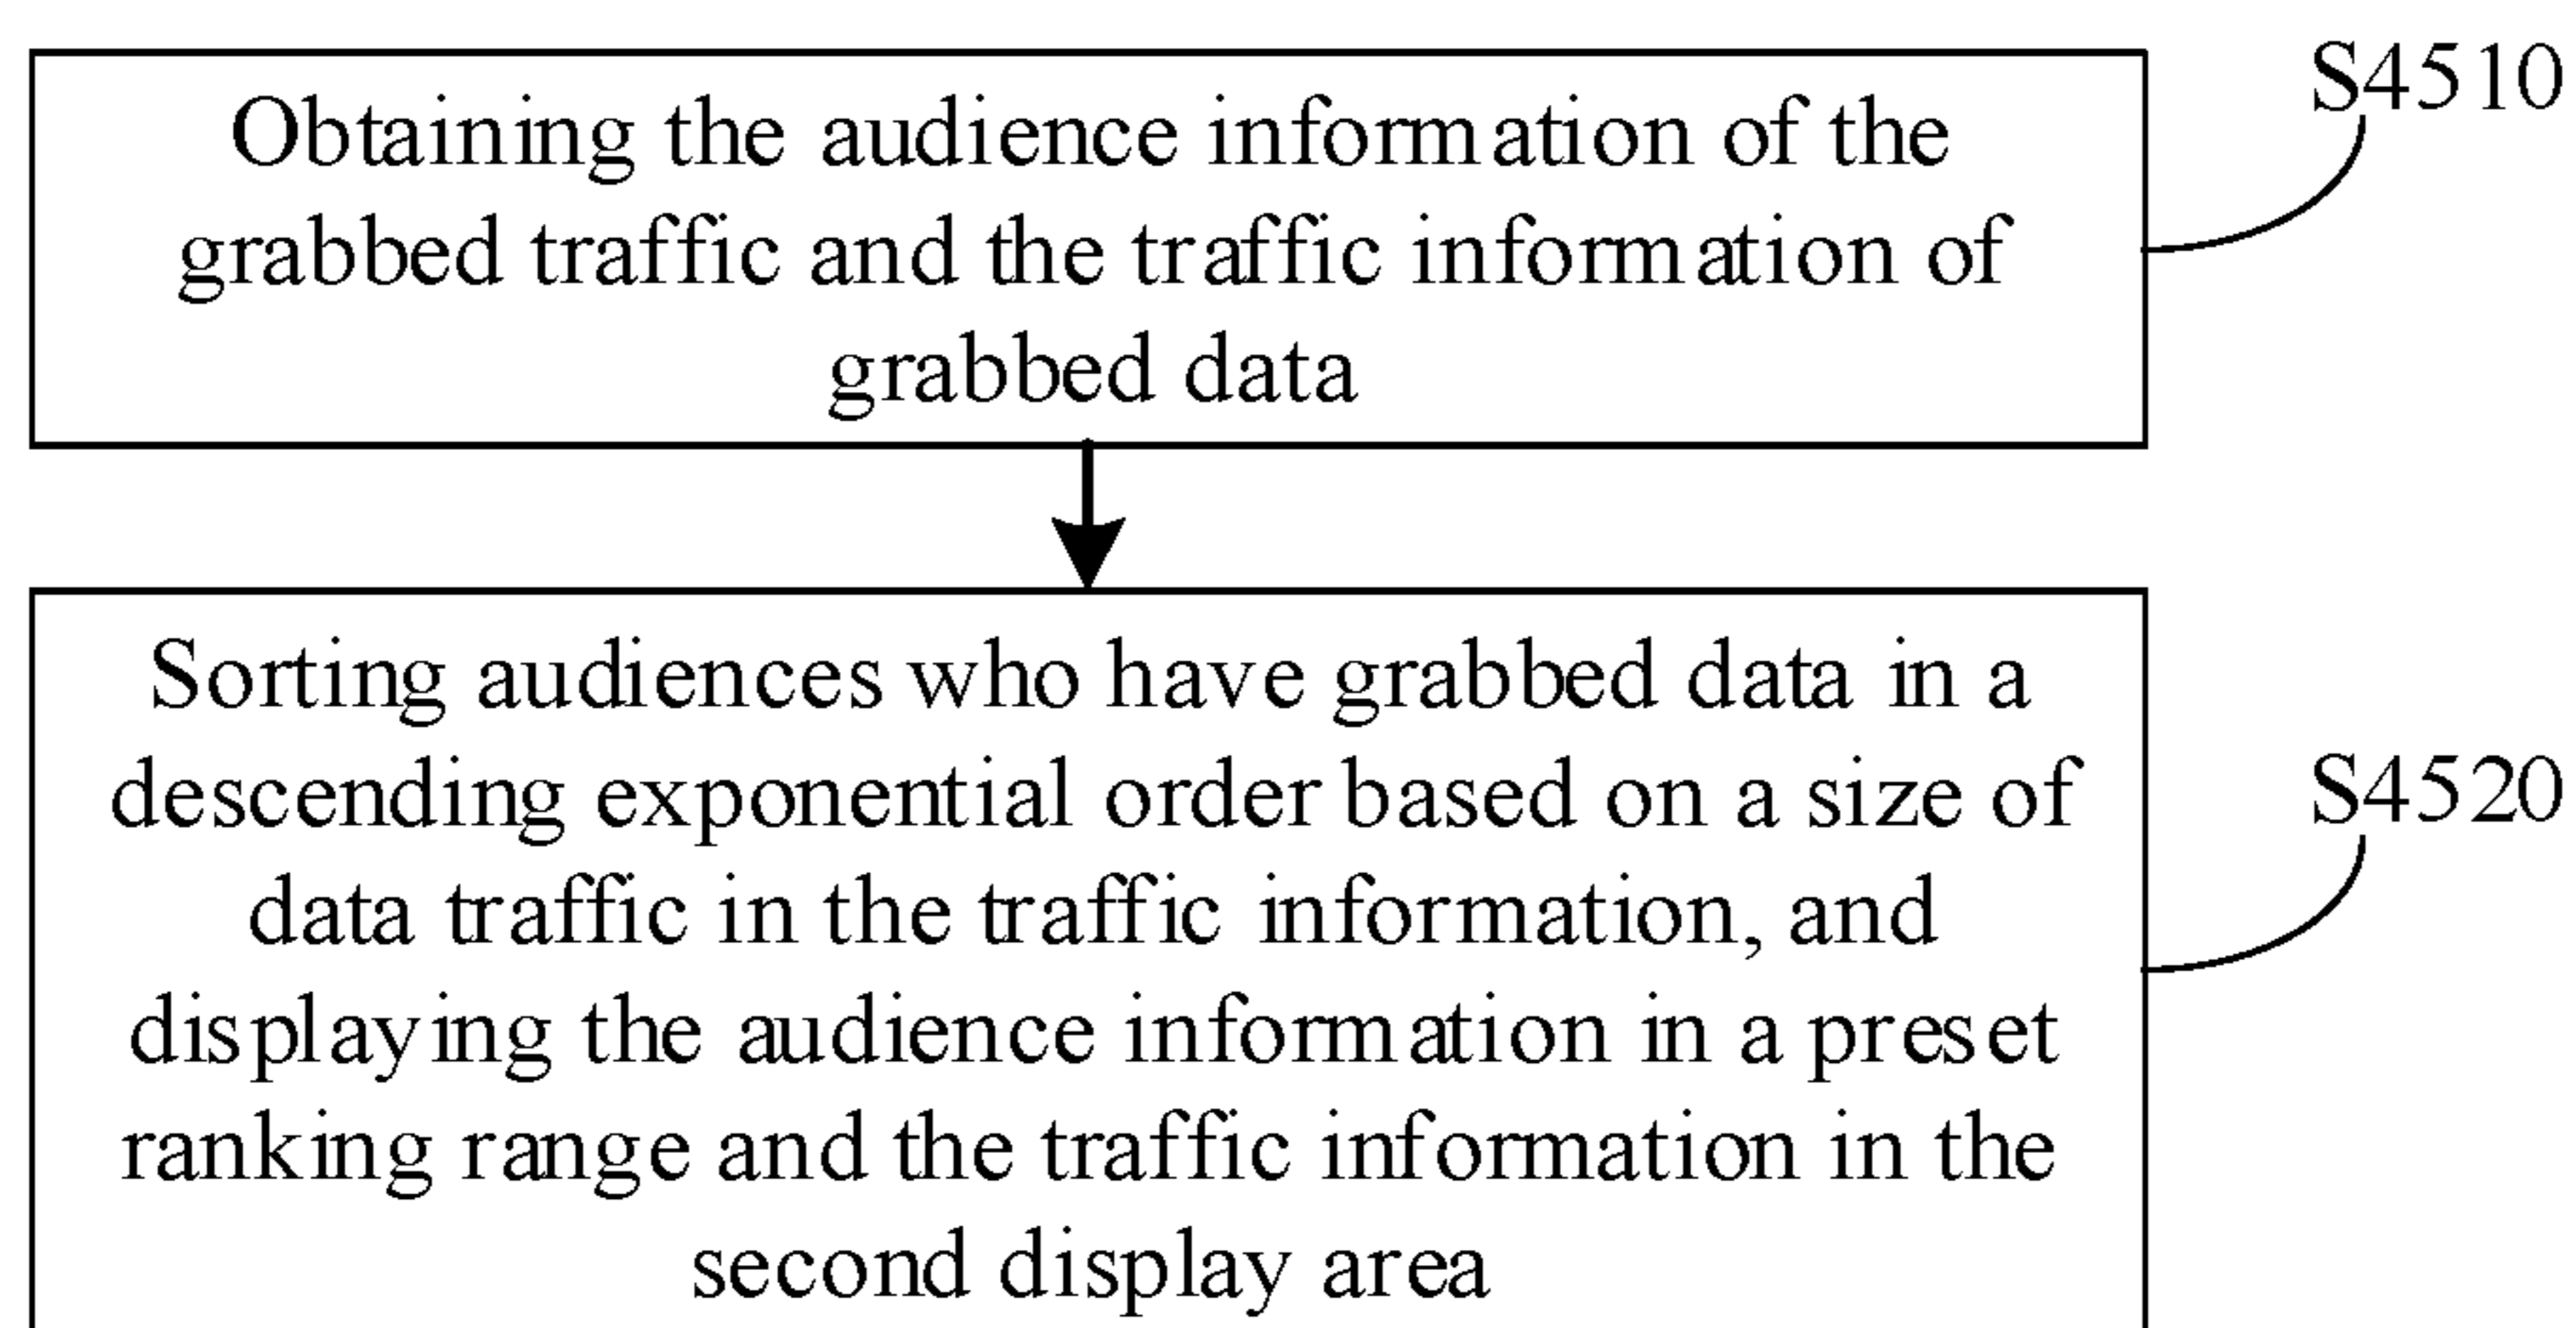 S4510
Obtaining the audience information of the
grabbed traffic and the traffic information of
grabbed data
Sorting audiences who have grabbed data in a
descending exponential order based on a size of
S4520
data traffic in the traffic information, and
displaying the audience information in a preset
ranking range and the traffic information in the
second display area